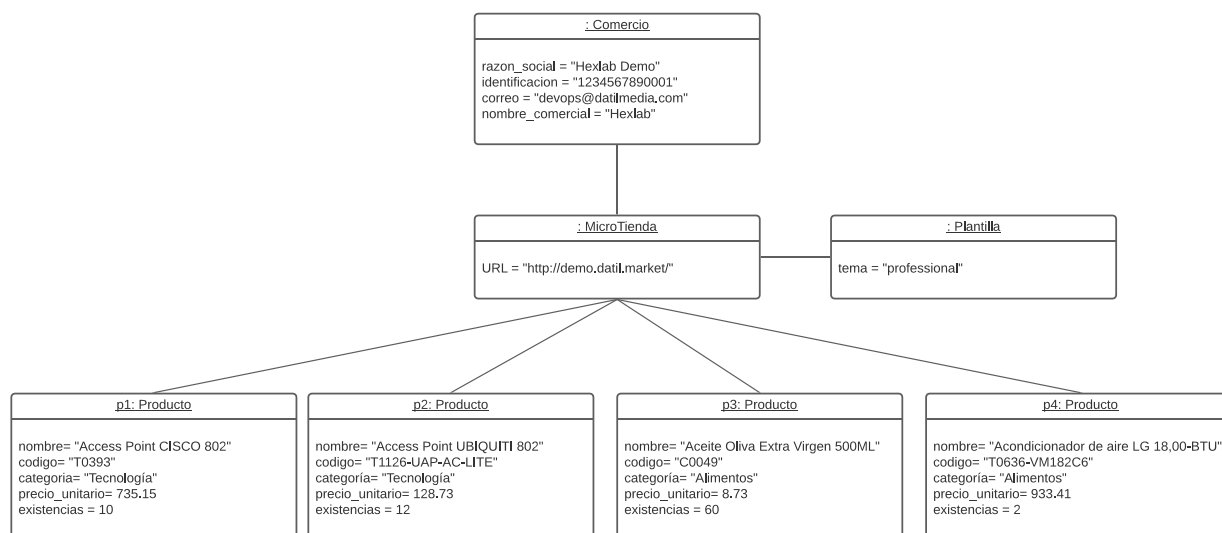 : Comercio
razon_social = "Hexlab Demo"
identificacion = "1234567890001"
correo = "devops@datilmedia.com"
nombre_comercial = "Hexlab"
: MicroTienda
URL = "http://demo.datil.market/"
: Plantilla
tema = "professional"
p1: Producto
nombre= "Access Point CISCO 802"
codigo= "T0393"
categoria= "Tecnología"
precio_unitario= 735.15
existencias = 10
p2: Producto
nombre= "Access Point UBIQUITI 802"
codigo= "T1126-UAP-AC-LITE"
categoría= "Tecnología"
precio_unitario= 128.73
existencias = 12
p3: Producto
nombre= "Aceite Oliva Extra Virgen 500ML"
codigo= "C0049"
categoría= "Alimentos"
precio_unitario= 8.73
existencias = 60
p4: Producto
nombre= "Acondicionador de aire LG 18,00-BTU"
codigo= "T0636-VM182C6"
categoría= "Alimentos"
precio_unitario= 933.41
existencias = 2